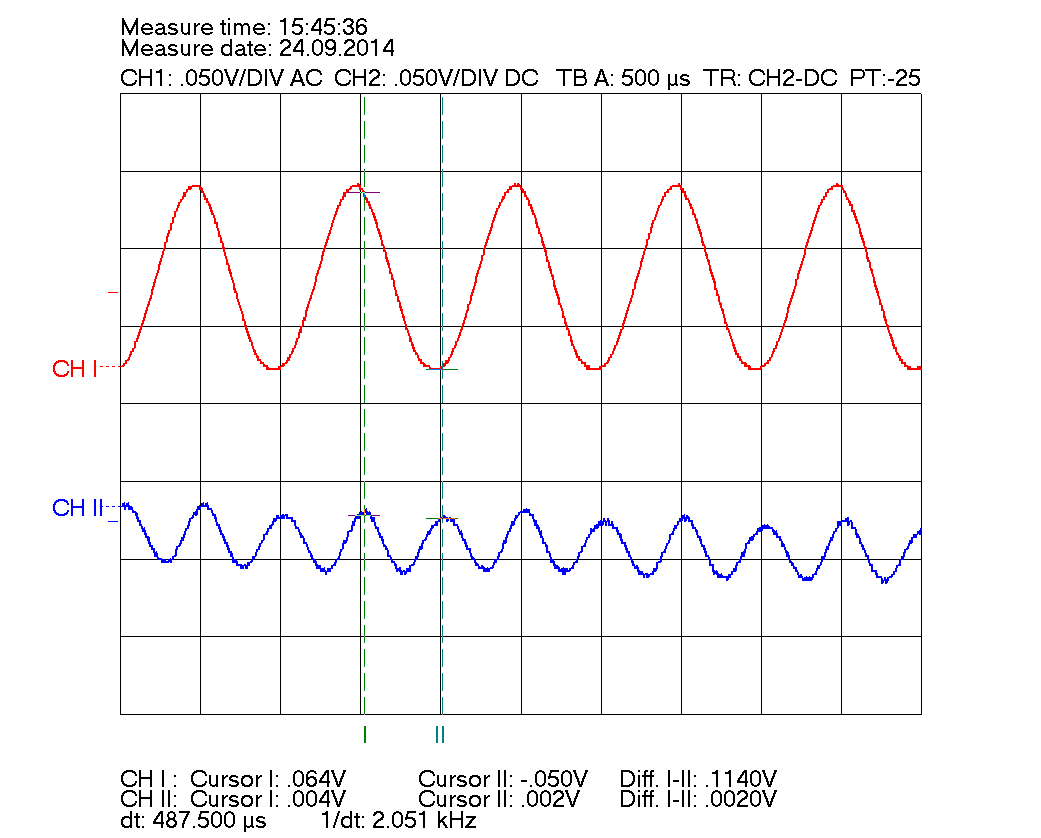 Measure time: 15:45:36
Measure date: 24.09.2014
CH1: .050V/DIV AC CH2: .050V/DIV DC TB A: 500 µs TR: CH2-DC PT:-25
CH I
CH II
I
II
CH I : Cursor I: .064V Cursor II: -.050V Diff. I-II: .1140V
CH II: Cursor I: .004V Cursor II: .002V Diff. I-II: .0020V
dt: 487.500 µs 1/dt: 2.051 kHz